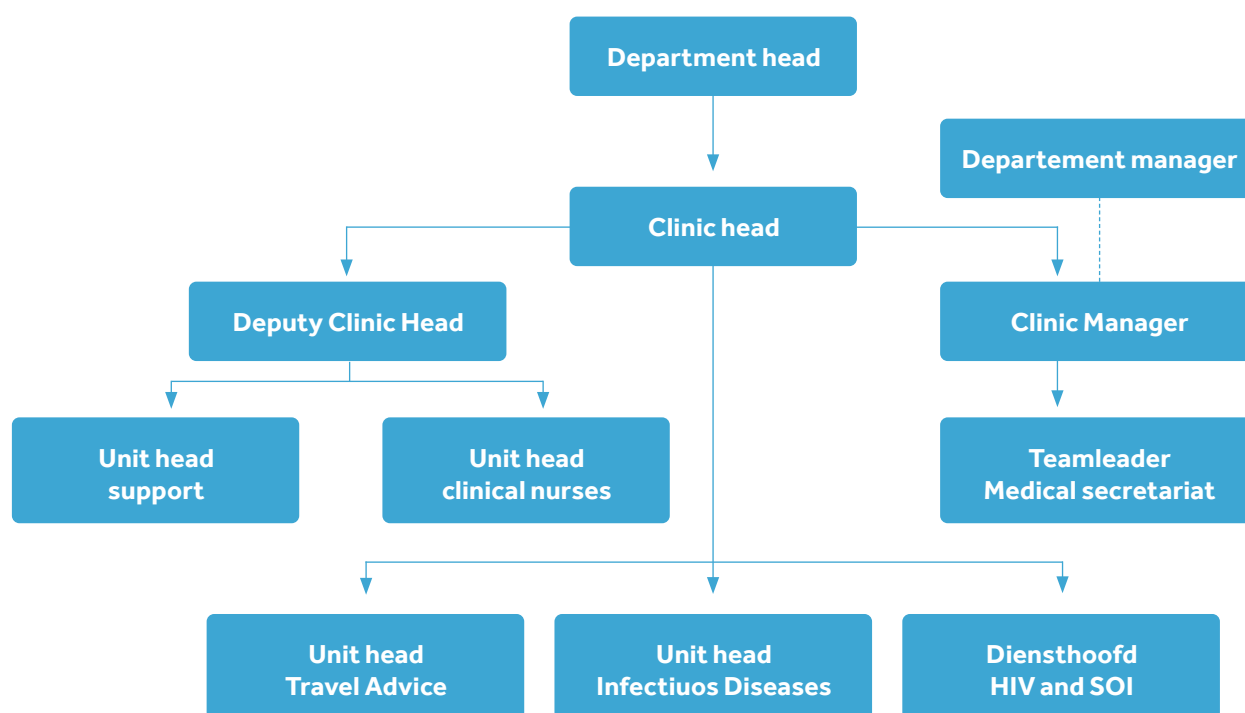 Department head
Departement manager
Clinic head
Deputy Clinic Head
Clinic Manager
Unit head
support
Unit head
clinical nurses
Teamleader
Medical secretariat
Unit head
Travel Advice
Unit head
Infectiuos Diseases
Diensthoofd
HIV and SOI